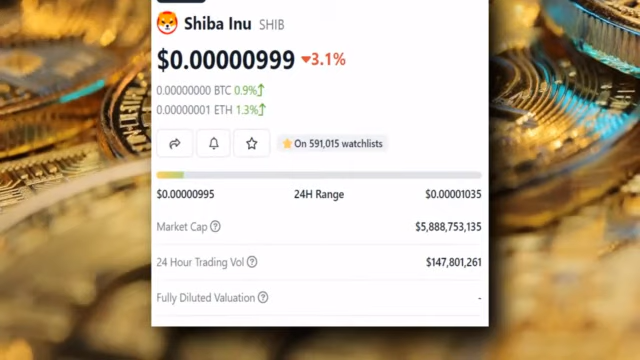 Shiba Inu SHIB
$0.00000999 ▼3.1%
0.00000000 BTC 0.9%
0.00000001 ETH 1.3%
On 591,015 watchlists
$0.00000995 24H Range $0.00001035
Market Cap $5,888,753,135
24 Hour Trading Vol $147,801,261
Fully Diluted Valuation -